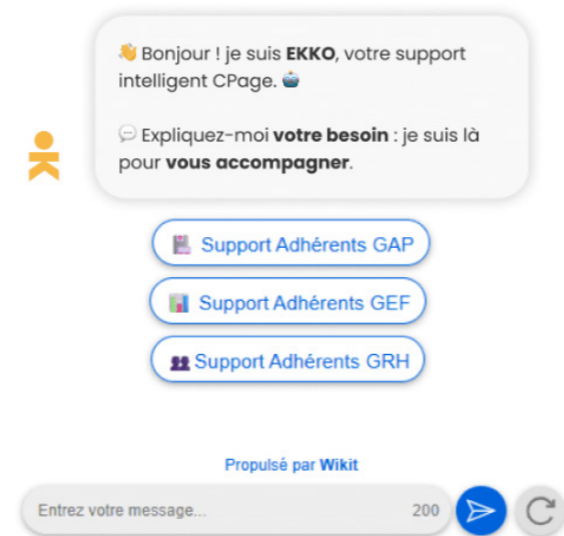 👋 Bonjour ! je suis EKKO, votre support
intelligent CPage. 🤖
💬 Expliquez-moi votre besoin : je suis là
pour vous accompagner.
Support Adhérents GAP
📊 Support Adhérents GEF
👥 Support Adhérents GRH
Propulsé par Wikit
Entrez votre message... 200